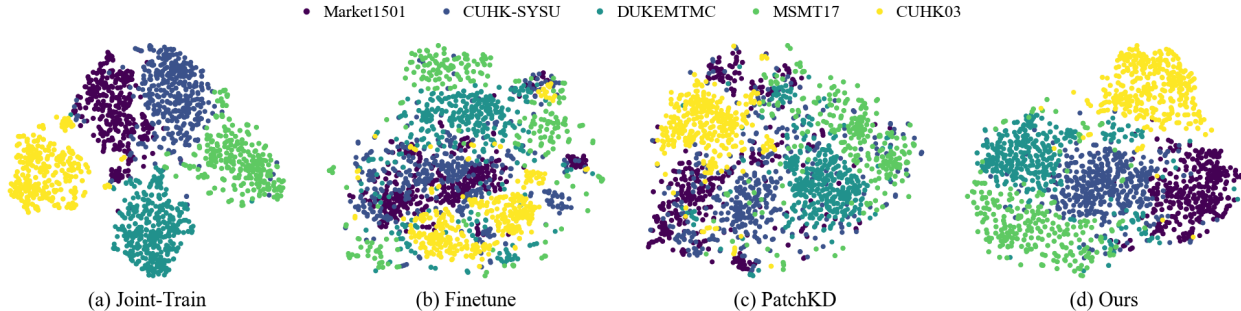 Market1501 CUHK-SYSU DUKEMTMC MSMT17 CUHK03
(a) Joint-Train (b) Finetune (c) PatchKD (d) Ours